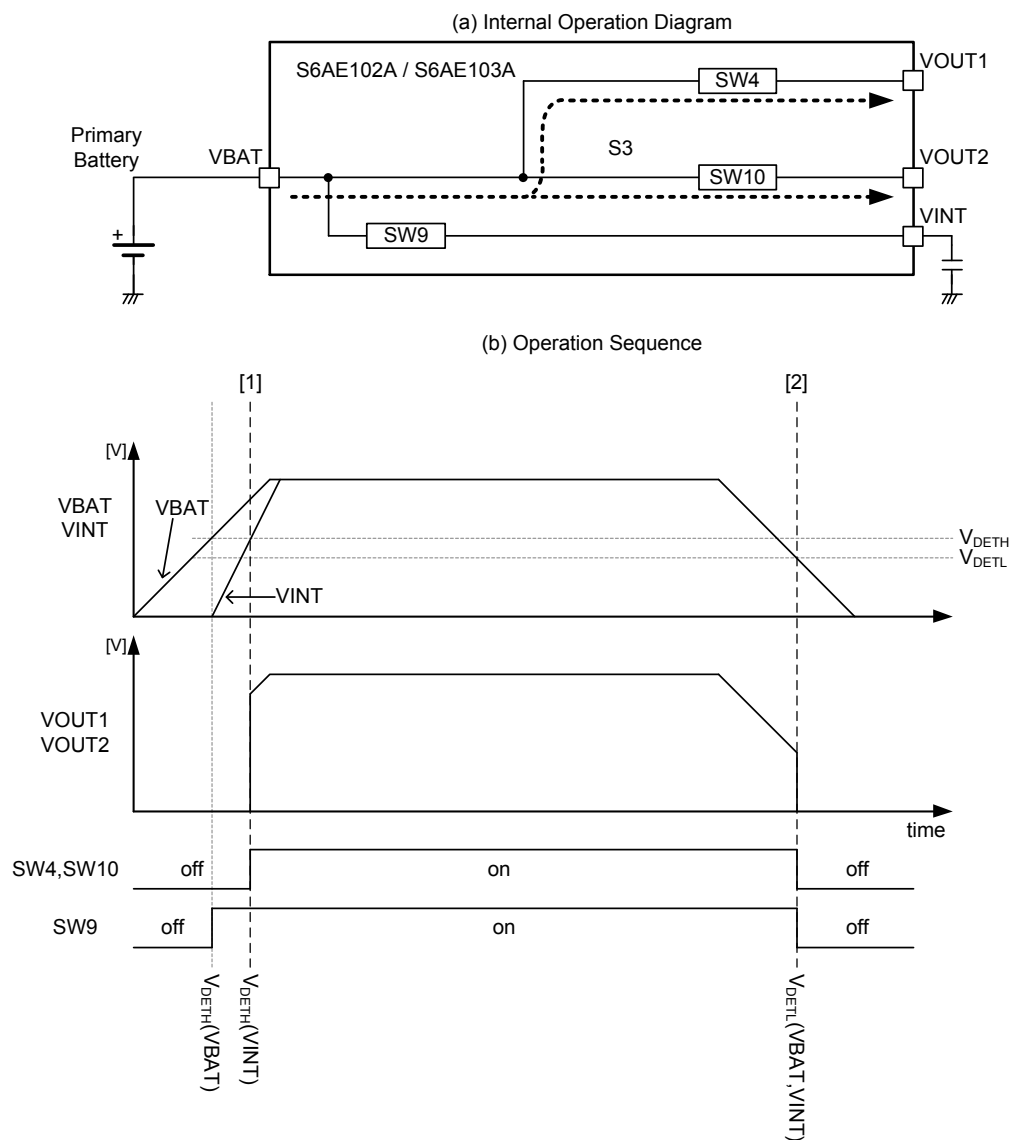 (a) Internal Operation Diagram
S6AE102A / S6AE103A
VOUT1
SW4
Primary
Battery
VBAT
S3
VOUT2
SW10
VINT
SW9
+
(b) Operation Sequence
[1]
[2]
[V]
VBAT
VINT
VBAT
VDETH
VDETL
VINT
[V]
VOUT1
VOUT2
time
SW4,SW10
off
on
off
SW9
off
on
off
VDETH(VBAT)
VDETH(VINT)
VDETL(VBAT,VINT)